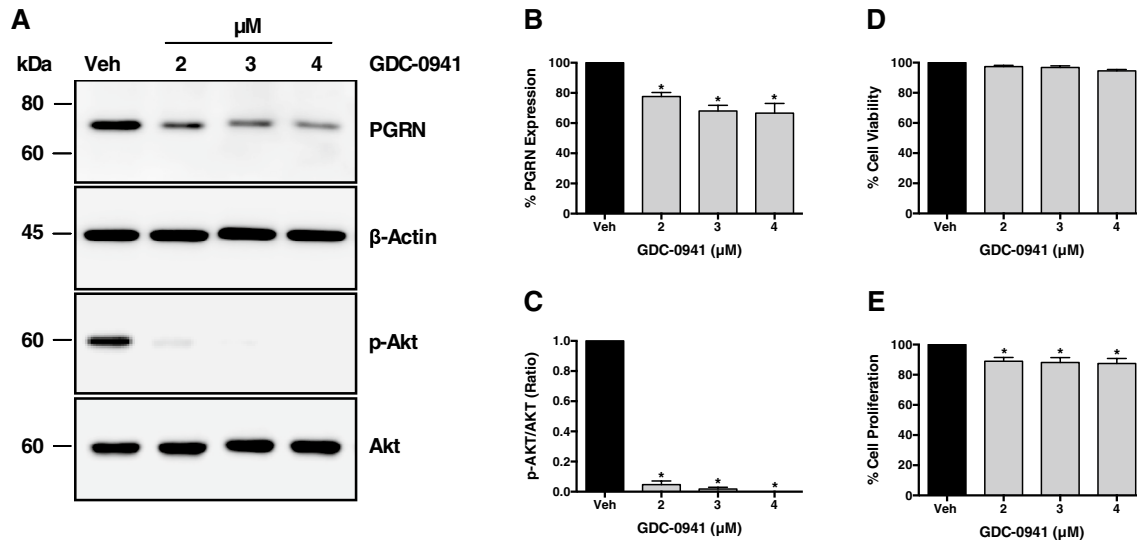 A
µM
kDa Veh 2 3 4 GDC-0941
80
PGRN
60
45
ß-Actin
60
p-Akt
60
Akt
B
% PGRN Expression
100
80
60
40
20
0
* * *
Veh 2 3 4
GDC-0941 (µM)
C
p-AKT/AKT (Ratio)
1.0
0.8
0.6
0.4
0.2
0.0
* * *
Veh 2 3 4
GDC-0941 (µM)
D
% Cell Viability
100
80
60
40
20
0
Veh 2 3 4
GDC-0941 (µM)
E
% Cell Proliferation
100
80
60
40
20
0
* * *
Veh 2 3 4
GDC-0941 (µM)